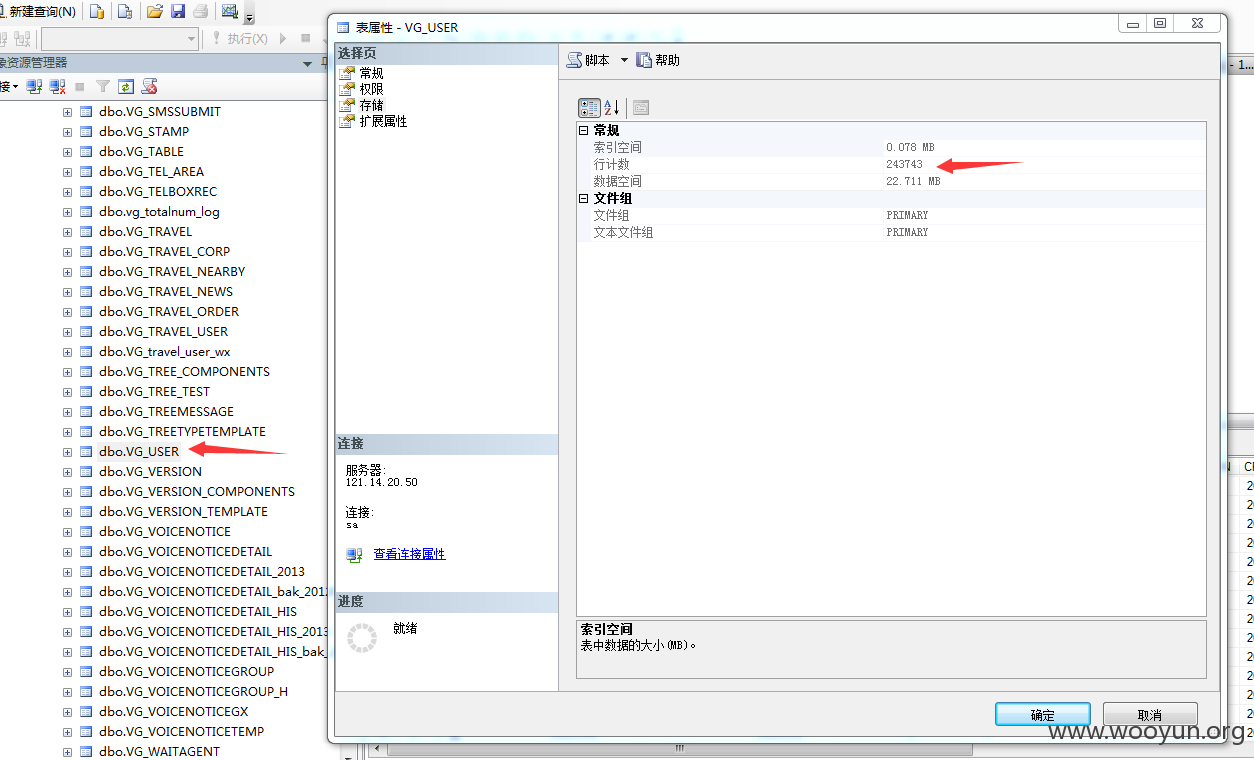 新建查询(N)
执行(X)
象资源管理器
接
dbo.VG_SMSSUBMIT
dbo.VG_STAMP
dbo.VG_TABLE
dbo.VG_TEL_AREA
dbo.VG_TELBOXREC
dbo.vg_totalnum_log
dbo.VG_TRAVEL
dbo.VG_TRAVEL_CORP
dbo.VG_TRAVEL_NEARBY
dbo.VG_TRAVEL_NEWS
dbo.VG_TRAVEL_ORDER
dbo.VG_TRAVEL_USER
dbo.VG_travel_user_wx
dbo.VG_TREE_COMPONENTS
dbo.VG_TREE_TEST
dbo.VG_TREEMESSAGE
dbo.VG_TREETYPETEMPLATE
dbo.VG_USER
dbo.VG_VERSION
dbo.VG_VERSION_COMPONENTS
dbo.VG_VERSION_TEMPLATE
dbo.VG_VOICENOTICE
dbo.VG_VOICENOTICEDETAIL
dbo.VG_VOICENOTICEDETAIL_2013
dbo.VG_VOICENOTICEDETAIL_bak_201
dbo.VG_VOICENOTICEDETAIL_HIS
dbo.VG_VOICENOTICEDETAIL_HIS_2013
dbo.VG_VOICENOTICEDETAIL_HIS_bak_
dbo.VG_VOICENOTICEGROUP
dbo.VG_VOICENOTICEGROUP_H
dbo.VG_VOICENOTICEGX
dbo.VG_VOICENOTICETEMP
dbo.VG_WAITAGENT
表属性 - VG_USER
选择页
常规
权限
存储
扩展属性
连接
服务器:
121.14.20.50
连接:
sa
查看连接属性
进度
就绪
脚本 帮助
常规
索引空间 0.078 MB
行计数 243743
数据空间 22.711 MB
文件组
文件组 PRIMARY
文本文件组 PRIMARY
索引空间
表中数据的大小(MB)。
确定 取消
www.wooyun.org